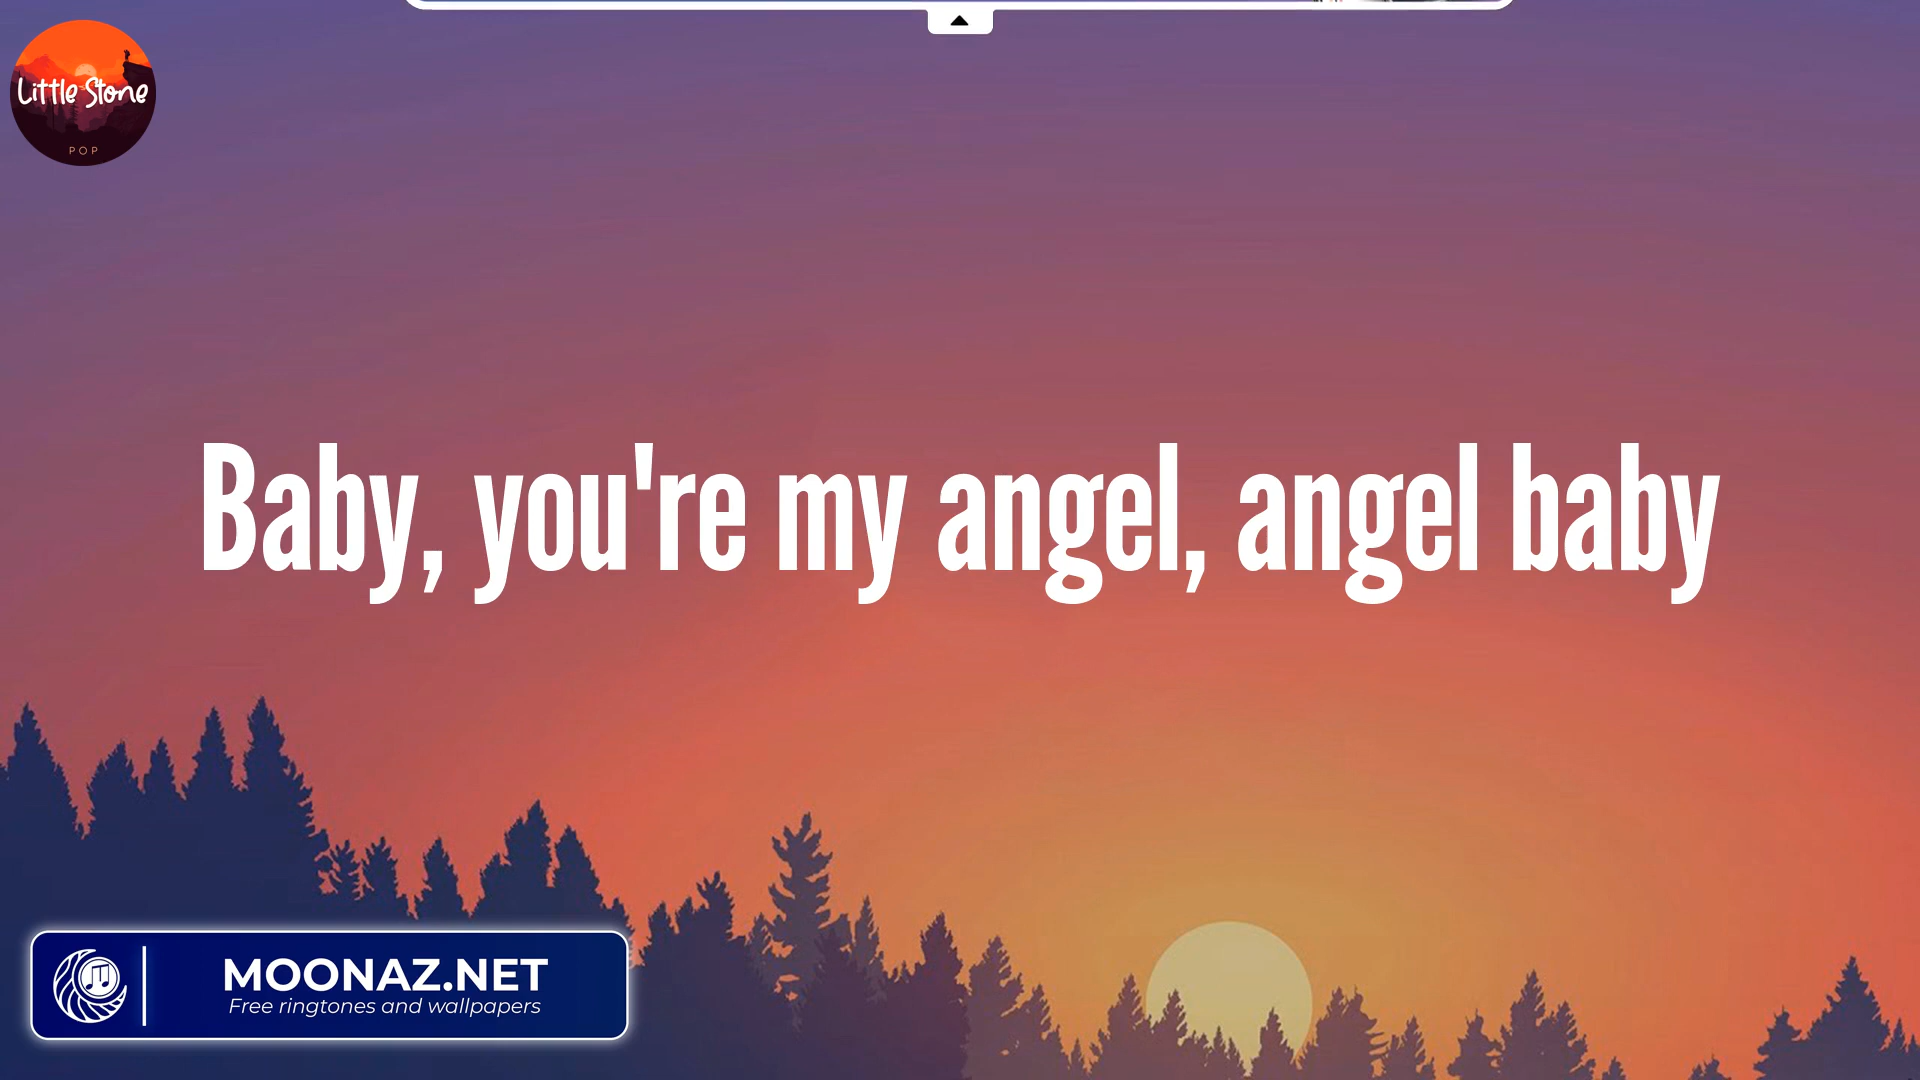 Little Stone
POP
Baby, you're my angel, angel baby
MOONAZ.NET
Free ringtones and wallpapers